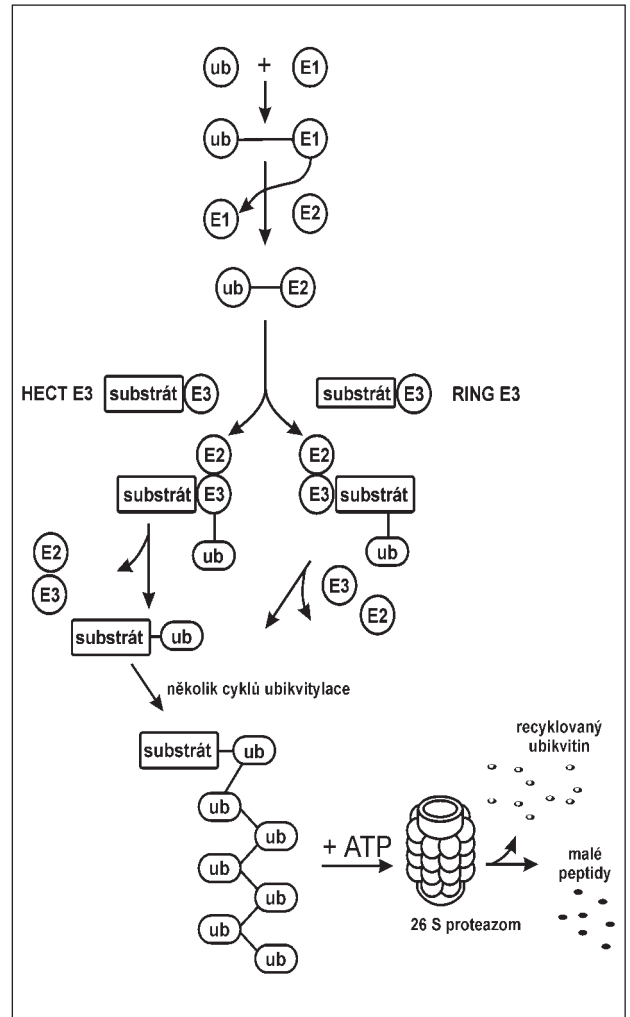 ub + E1
ub E1
E1 E2
ub E2
HECT E3 substrát E3 substrát E3 RING E3
E2 E2
substrát E3 E3 substrát
ub ub
E2
E3
E3
E2
substrát ub
několik cyklů ubikvitylace
substrát ub
ub
ub
ub
ub
ub
ub
+ ATP
26 S proteazom
recyklovaný
ubikvitin
malé
peptidy